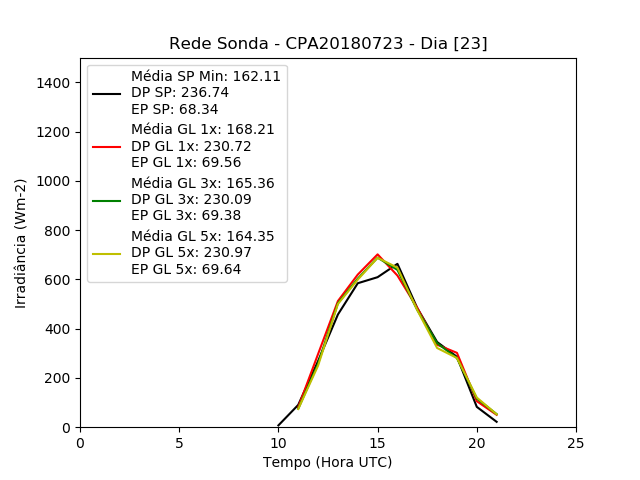 Rede Sonda - CPA20180723 - Dia [23]
Média SP Min: 162.11
DP SP: 236.74
EP SP: 68.34
Média GL 1x: 168.21
DP GL 1x: 230.72
EP GL 1x: 69.56
Média GL 3x: 165.36
DP GL 3x: 230.09
EP GL 3x: 69.38
Média GL 5x: 164.35
DP GL 5x: 230.97
EP GL 5x: 69.64
Irradiância (Wm-2)
1400
1200
1000
800
600
400
200
0
0 5 10 15 20 25
Tempo (Hora UTC)